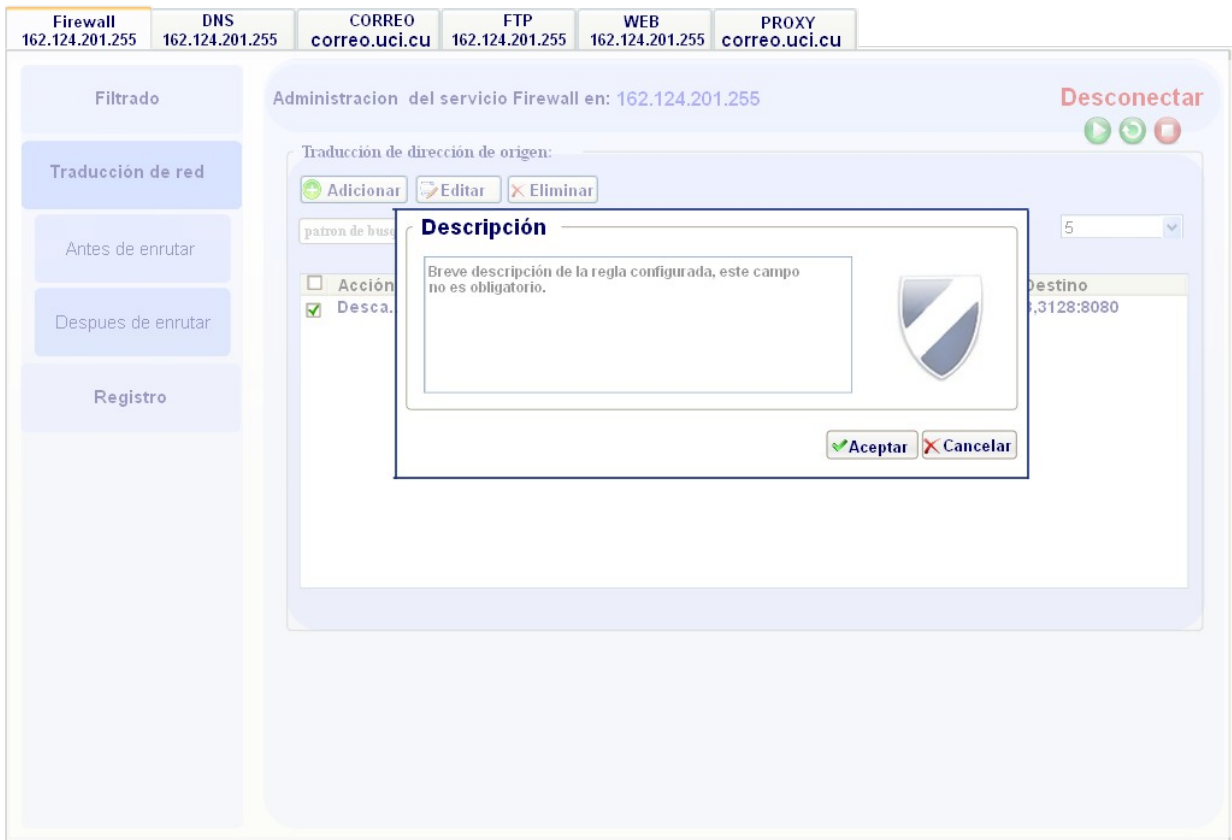 Firewall
162.124.201.255
DNS
162.124.201.255
CORREO
correo.uci.cu
FTP
162.124.201.255
WEB
162.124.201.255
PROXY
correo.uci.cu
Filtrado
Traducción de red
Antes de enrutar
Despues de enrutar
Registro
Administracion del servicio Firewall en: 162.124.201.255
Desconectar
Traducción de dirección de origen:
Adicionar Editar Eliminar
patron de busq
5
Acción
Destino
Desca..
,3128:8080
Descripción
Breve descripción de la regla configurada, este campo
no es obligatorio.
Aceptar Cancelar